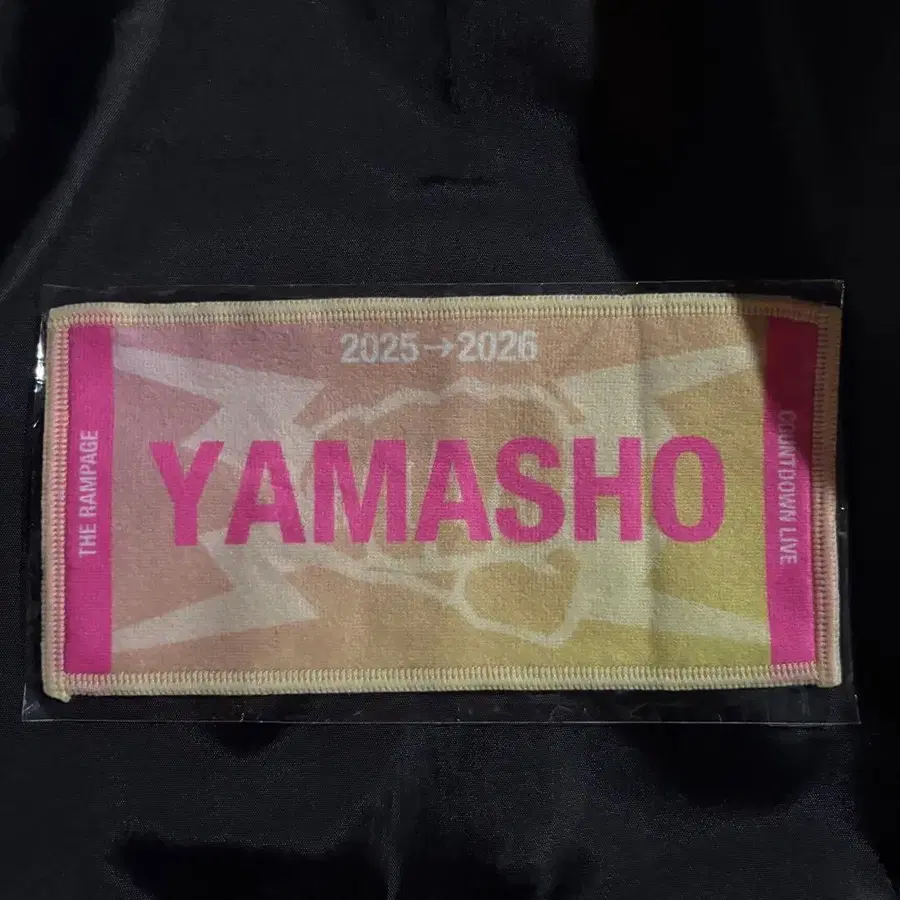 2025→2026
THE RAMPAGE
YAMASHO
COUNTDOWN LIVE